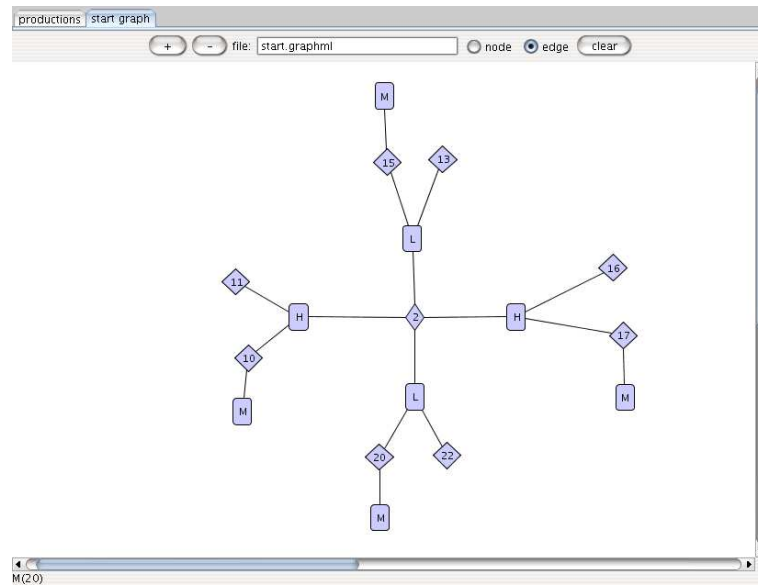 productions start graph
+ - file: start.graphml node edge clear
M
15 13
L
11 16
H 2 H
17
10
L
M M
20 22
M
M(20)